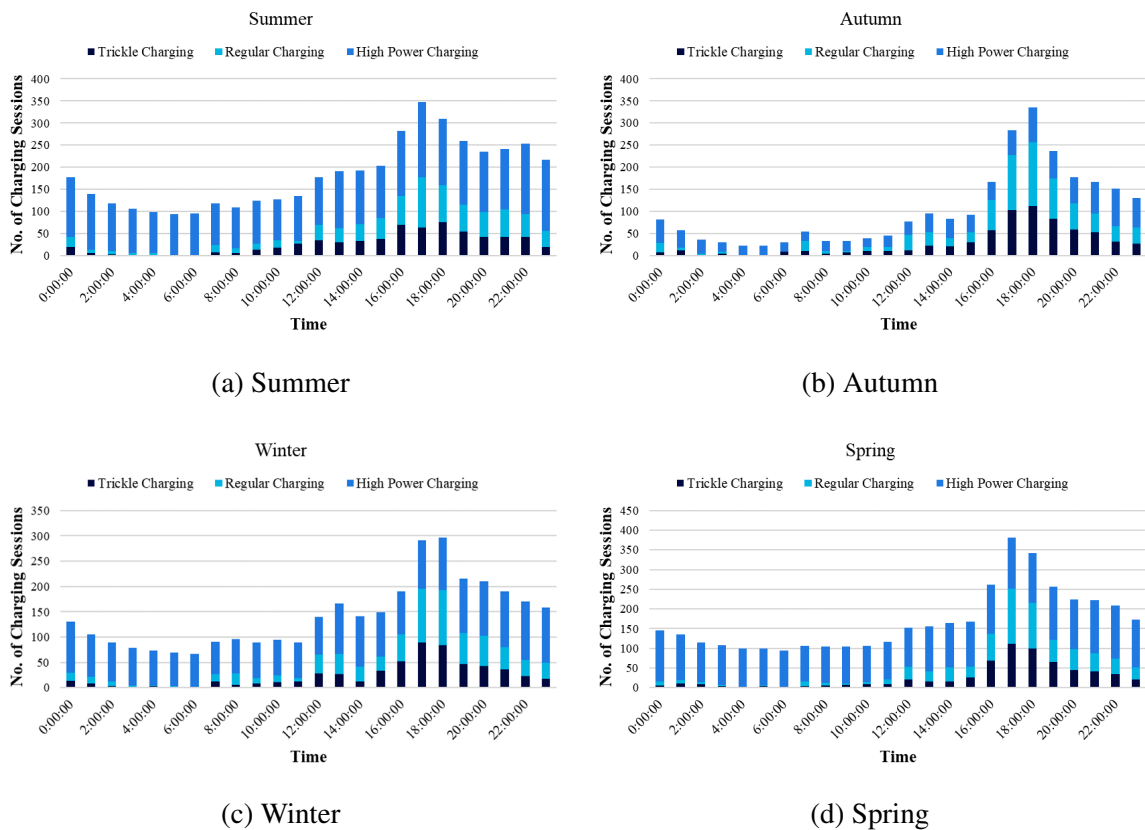 Summer
Trickle Charging Regular Charging High Power Charging
No. of Charging Sessions
400
350
300
250
200
150
100
50
0
0:00:00 2:00:00 4:00:00 6:00:00 8:00:00 10:00:00 12:00:00 14:00:00 16:00:00 18:00:00 20:00:00 22:00:00
Time
(a) Summer
Autumn
Trickle Charging Regular Charging High Power Charging
No. of Charging Sessions
400
350
300
250
200
150
100
50
0
0:00:00 2:00:00 4:00:00 6:00:00 8:00:00 10:00:00 12:00:00 14:00:00 16:00:00 18:00:00 20:00:00 22:00:00
Time
(b) Autumn
Winter
Trickle Charging Regular Charging High Power Charging
No. of Charging Sessions
350
300
250
200
150
100
50
0
0:00:00 2:00:00 4:00:00 6:00:00 8:00:00 10:00:00 12:00:00 14:00:00 16:00:00 18:00:00 20:00:00 22:00:00
Time
(c) Winter
Spring
Trickle Charging Regular Charging High Power Charging
No. of Charging Sessions
450
400
350
300
250
200
150
100
50
0
0:00:00 2:00:00 4:00:00 6:00:00 8:00:00 10:00:00 12:00:00 14:00:00 16:00:00 18:00:00 20:00:00 22:00:00
Time
(d) Spring